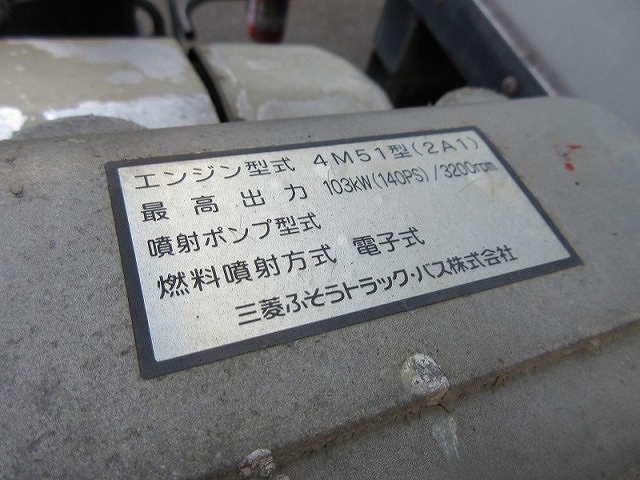 エンジン型式 4M51型(2A1)
最高出力 103kW(140PS)/3200rpm
噴射ポンプ型式
燃料噴射方式 電子式
三菱ふそうトラック・バス株式会社